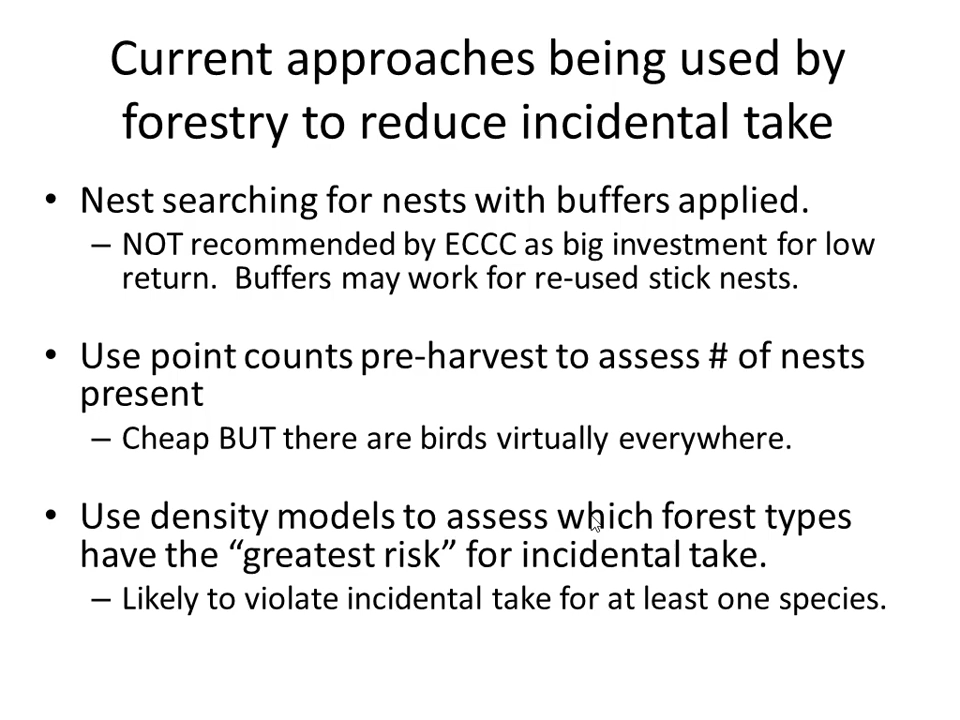 Current approaches being used by
forestry to reduce incidental take
• Nest searching for nests with buffers applied.
– NOT recommended by ECCC as big investment for low
return.  Buffers may work for re-used stick nests.
• Use point counts pre-harvest to assess # of nests
present
– Cheap BUT there are birds virtually everywhere.
• Use density models to assess which forest types
have the “greatest risk” for incidental take.
– Likely to violate incidental take for at least one species.